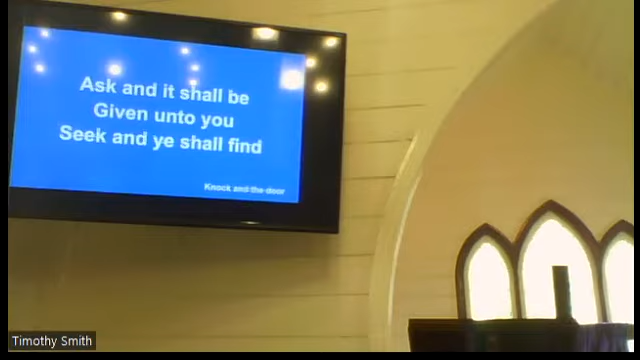 Ask and it shall be
Given unto you
Seek and ye shall find
Knock and the door
Timothy Smith